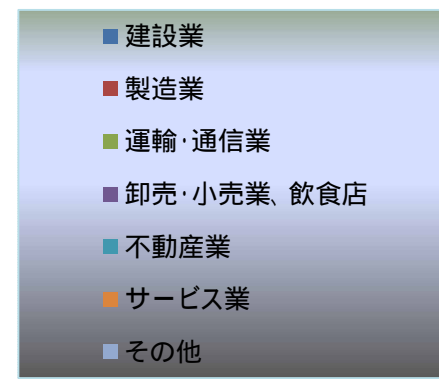 建設業
製造業
運輸・通信業
卸売・小売業、飲食店
不動産業
サービス業
その他